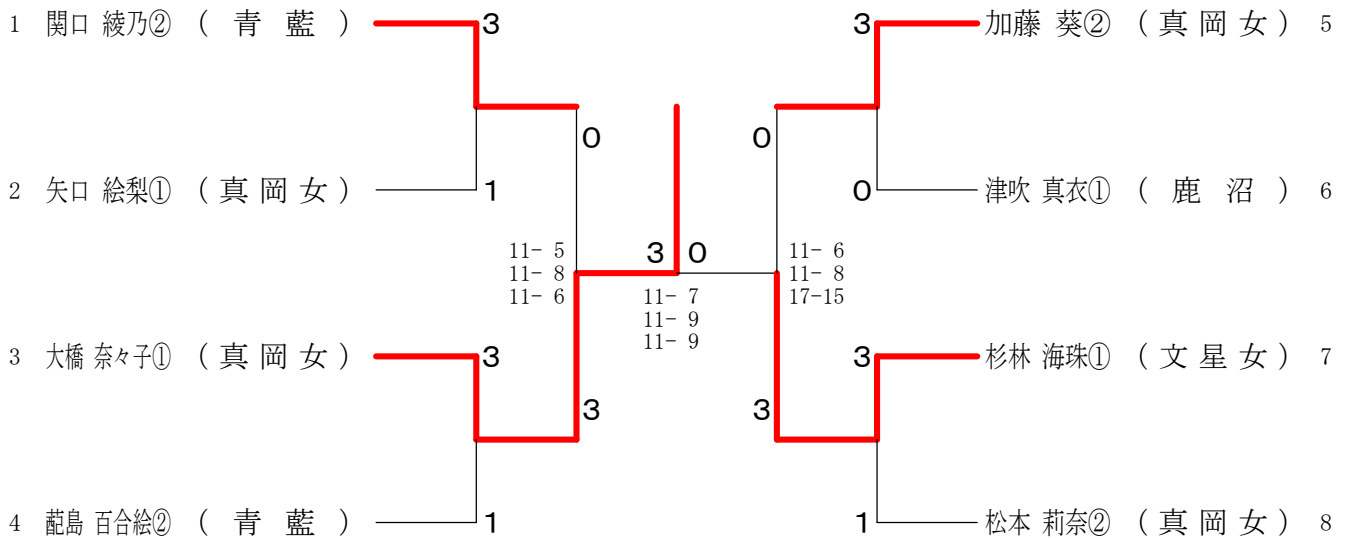 1 関口 綾乃② (青藍) 3
3 加藤 葵② (真岡女) 5
0
0
2 矢口 絵梨① (真岡女) 1
0 津吹 真衣① (鹿沼) 6
11- 5
11- 8
11- 6
3 0
11- 7
11- 9
11- 9
11- 6
11- 8
17-15
3 大橋 奈々子① (真岡女) 3
3 杉林 海珠① (文星女) 7
3
3
4 島 百合絵② (青藍) 1
1 松本 莉奈② (真岡女) 8